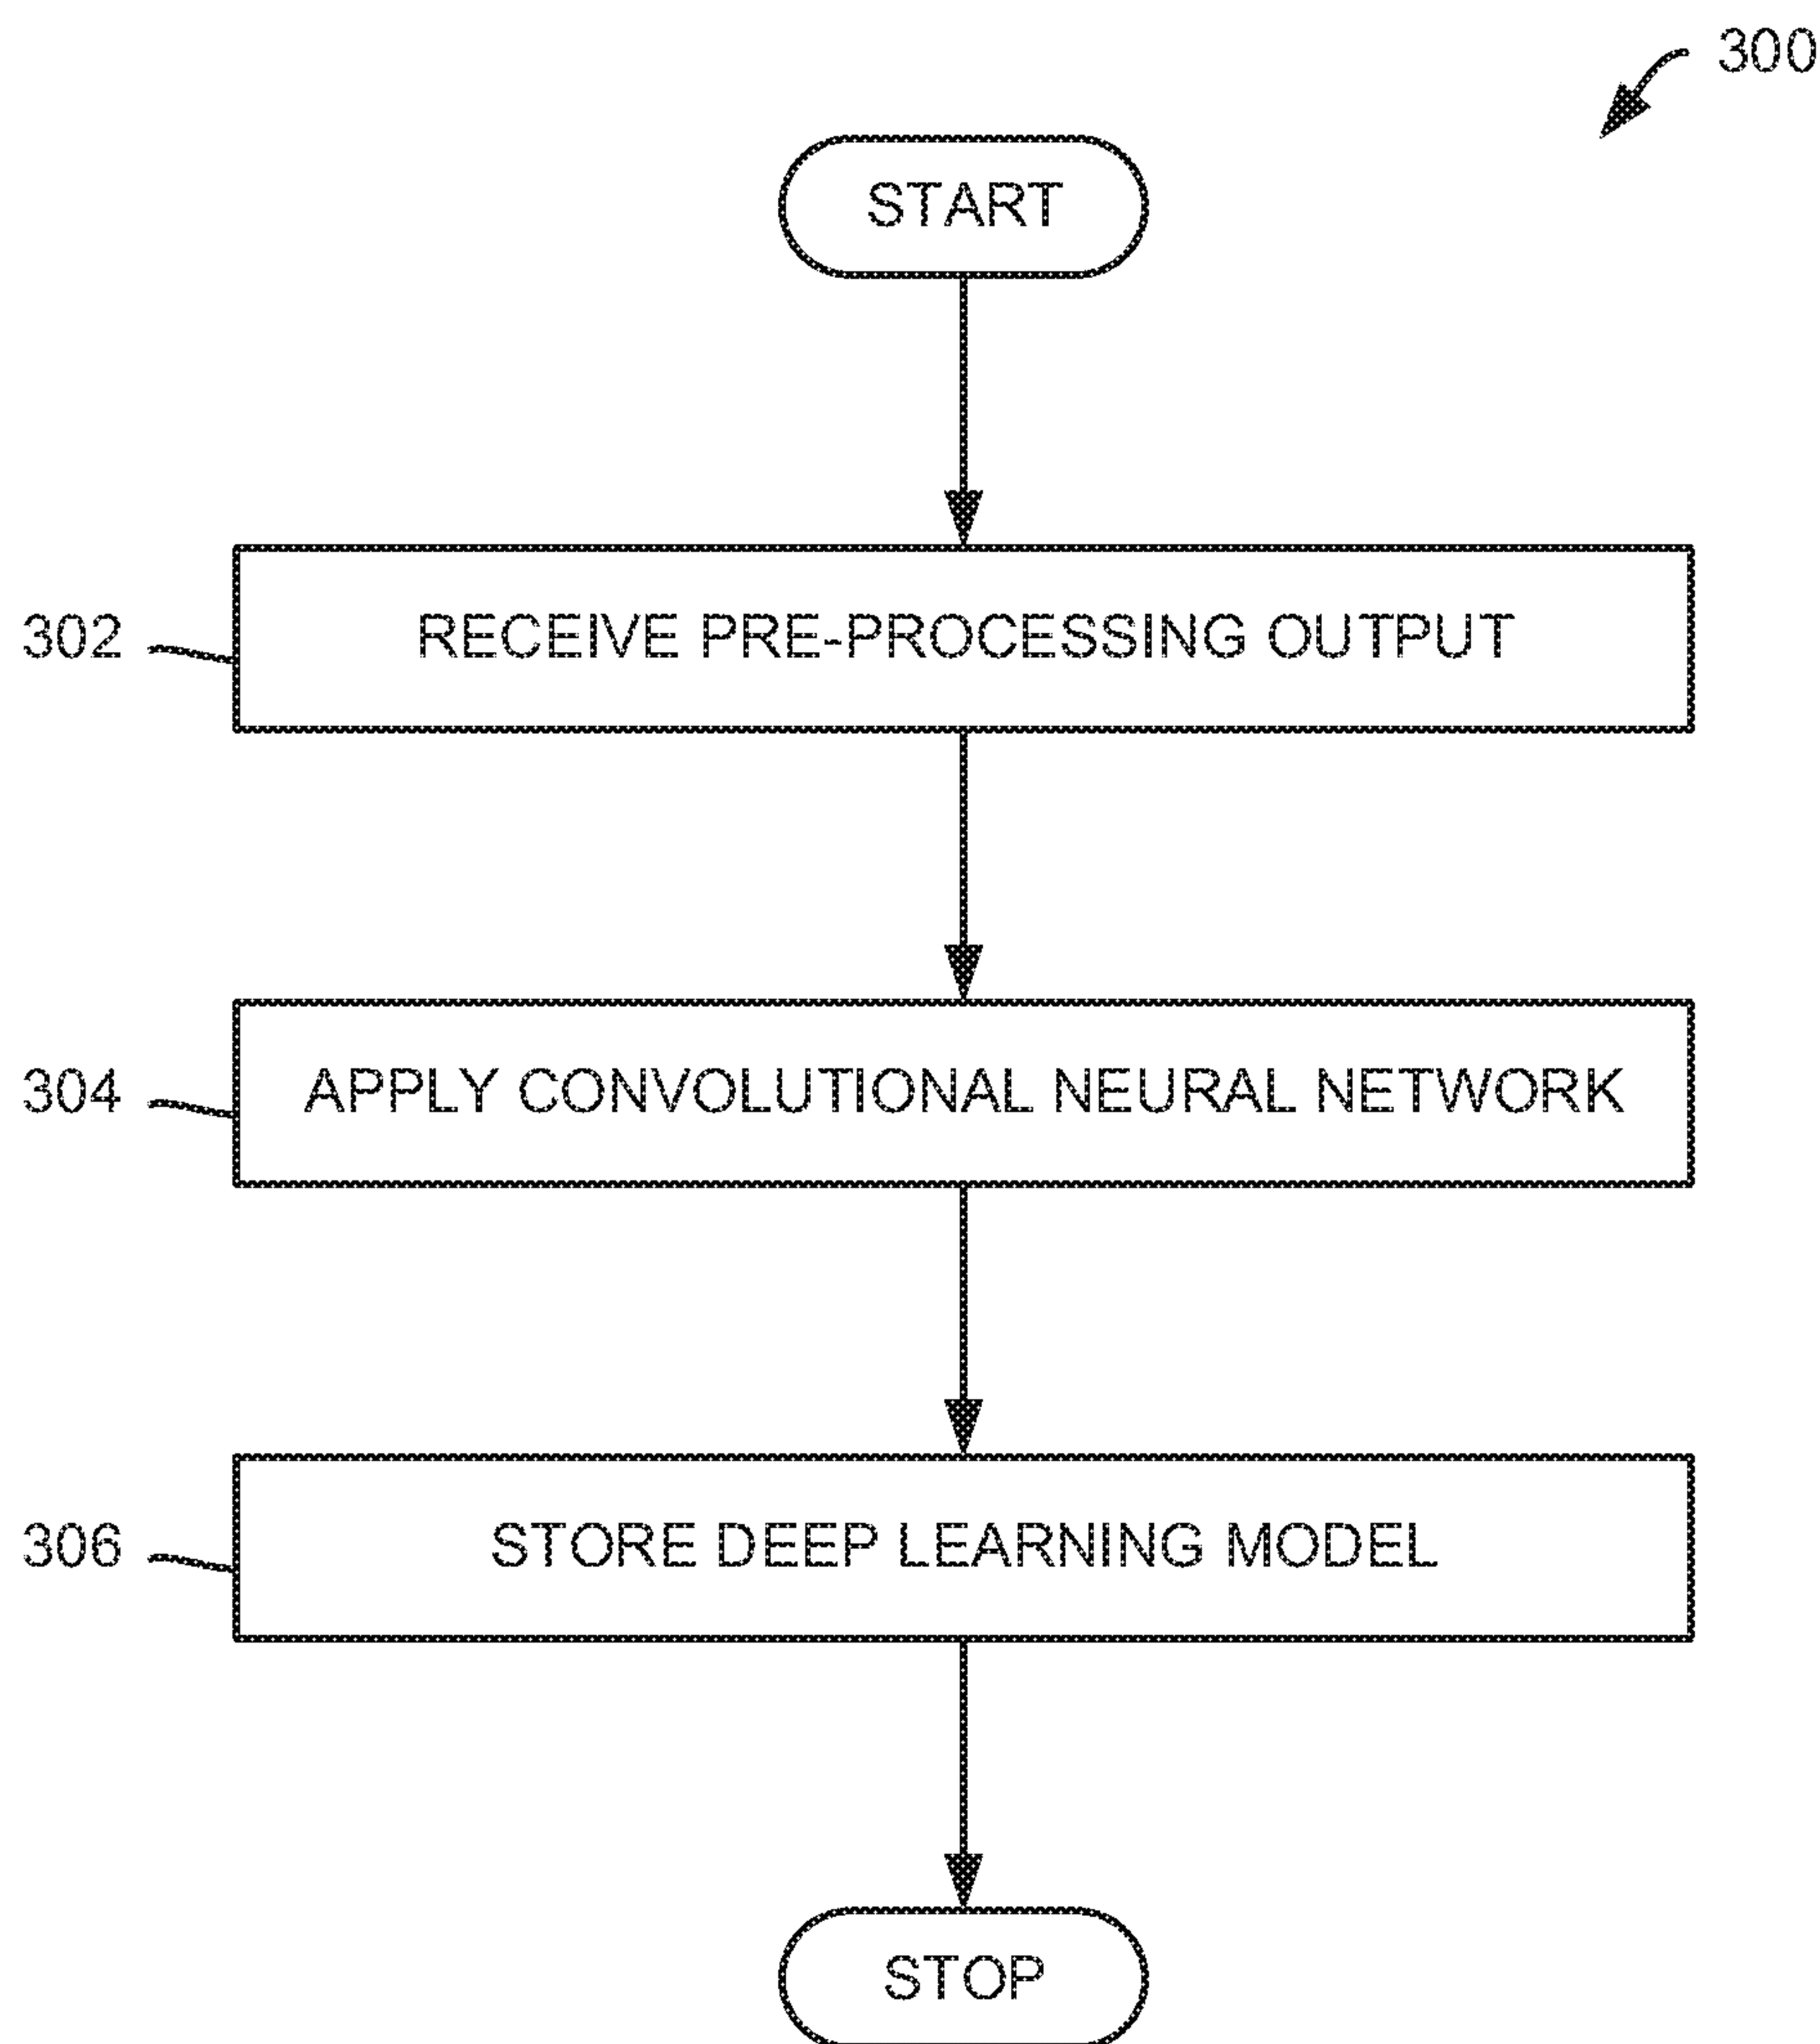 300
START
302
RECEIVE PRE-PROCESSING OUTPUT
304
APPLY CONVOLUTIONAL NEURAL NETWORK
306
STORE DEEP LEARNING MODEL
STOP